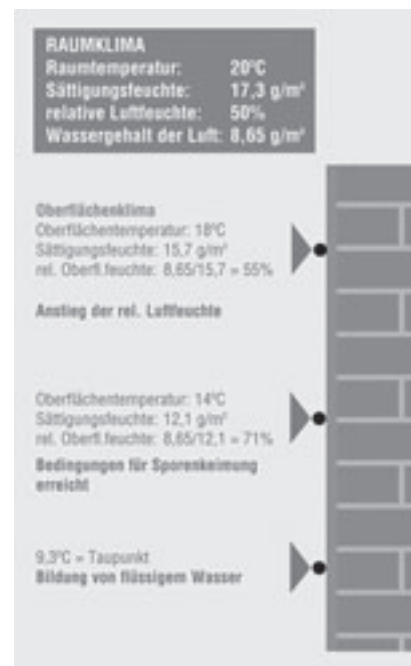 RAUMKLIMA
Raumtemperatur: 20°C
Sättigungsfeuchte: 17,3 g/m³
relative Luftfeuchte: 50%
Wassergehalt der Luft: 8,65 g/m³
Oberflächenklima
Oberflächentemperatur: 18°C
Sättigungsfeuchte: 15,7 g/m³
rel. Oberfl.feuchte: 8,65/15,7 = 55%
Anstieg der rel. Luftfeuchte
Oberflächentemperatur: 14°C
Sättigungsfeuchte: 12,1 g/m³
rel. Oberfl.feuchte: 8,65/12,1 = 71%
Bedingungen für Sporenkeimung
erreicht
9,3°C = Taupunkt
Bildung von flüssigem Wasser